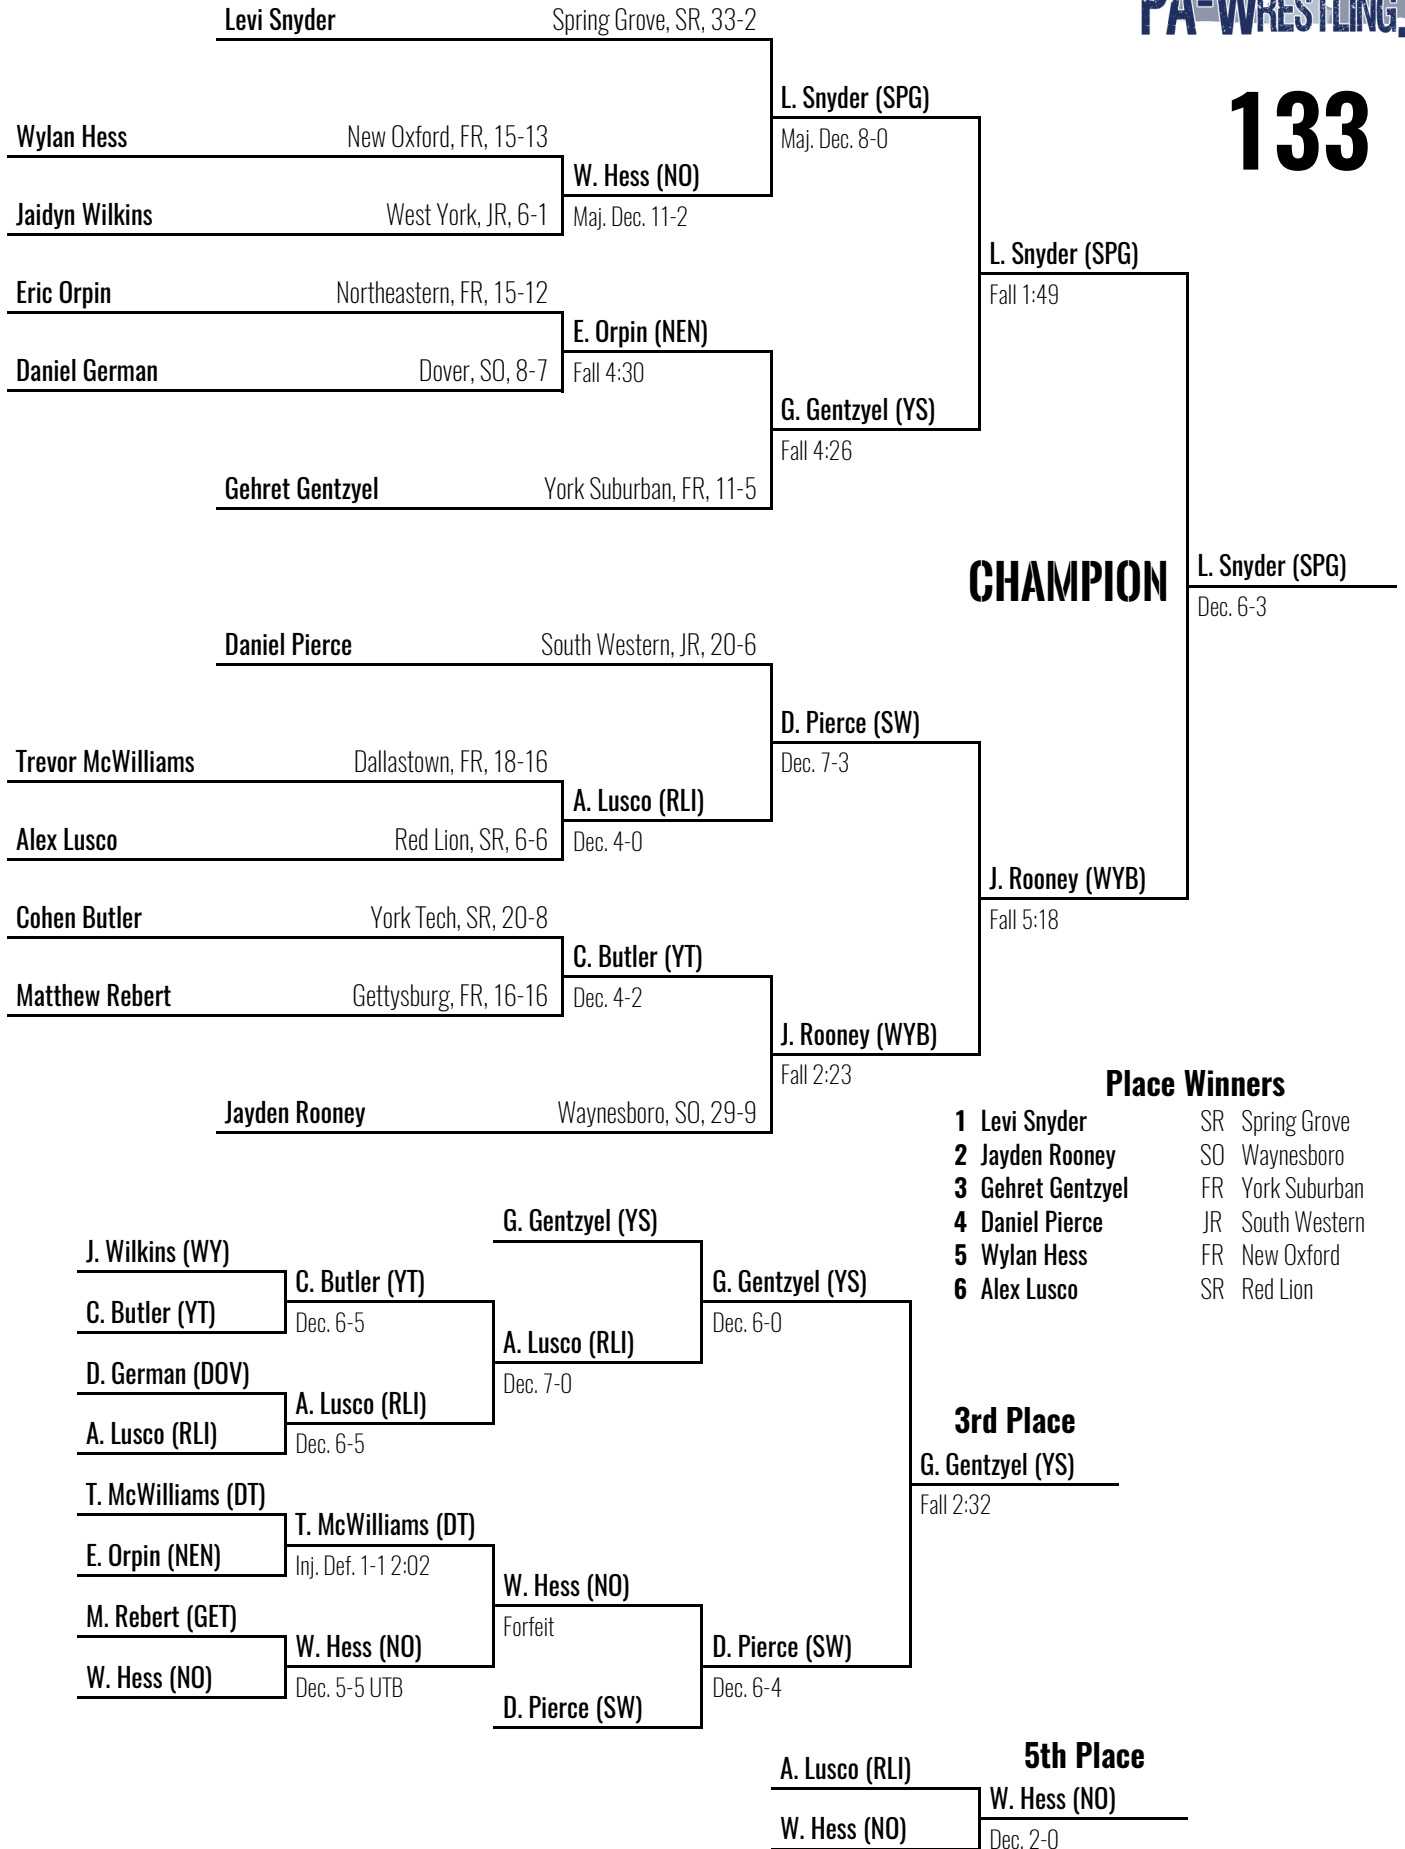 PA-WRESTLING.
133
Levi Snyder Spring Grove, SR, 33-2
L. Snyder (SPG)
Maj. Dec. 8-0
Wylan Hess New Oxford, FR, 15-13
W. Hess (NO)
Maj. Dec. 11-2
Jaidyn Wilkins West York, JR, 6-1
L. Snyder (SPG)
Fall 1:49
Eric Orpin Northeastern, FR, 15-12
E. Orpin (NEN)
Fall 4:30
Daniel German Dover, SO, 8-7
G. Gentzyel (YS)
Fall 4:26
Gehret Gentzyel York Suburban, FR, 11-5
CHAMPION
L. Snyder (SPG)
Dec. 6-3
Daniel Pierce South Western, JR, 20-6
D. Pierce (SW)
Dec. 7-3
Trevor McWilliams Dallastown, FR, 18-16
A. Lusco (RLI)
Dec. 4-0
Alex Lusco Red Lion, SR, 6-6
J. Rooney (WYB)
Fall 5:18
Cohen Butler York Tech, SR, 20-8
C. Butler (YT)
Dec. 4-2
Matthew Rebert Gettysburg, FR, 16-16
J. Rooney (WYB)
Fall 2:23
Jayden Rooney Waynesboro, SO, 29-9
Place Winners
1 Levi Snyder SR Spring Grove
2 Jayden Rooney SO Waynesboro
3 Gehret Gentzyel FR York Suburban
4 Daniel Pierce JR South Western
5 Wylan Hess FR New Oxford
6 Alex Lusco SR Red Lion
G. Gentzyel (YS)
J. Wilkins (WY)
C. Butler (YT)
Dec. 6-5
C. Butler (YT)
G. Gentzyel (YS)
Dec. 6-0
A. Lusco (RLI)
Dec. 7-0
D. German (DOV)
A. Lusco (RLI)
Dec. 6-5
A. Lusco (RLI)
3rd Place
G. Gentzyel (YS)
Fall 2:32
T. McWilliams (DT)
T. McWilliams (DT)
Inj. Def. 1-1 2:02
E. Orpin (NEN)
W. Hess (NO)
Forfeit
M. Rebert (GET)
W. Hess (NO)
Dec. 5-5 UTB
W. Hess (NO)
D. Pierce (SW)
Dec. 6-4
D. Pierce (SW)
5th Place
A. Lusco (RLI)
W. Hess (NO)
Dec. 2-0
W. Hess (NO)